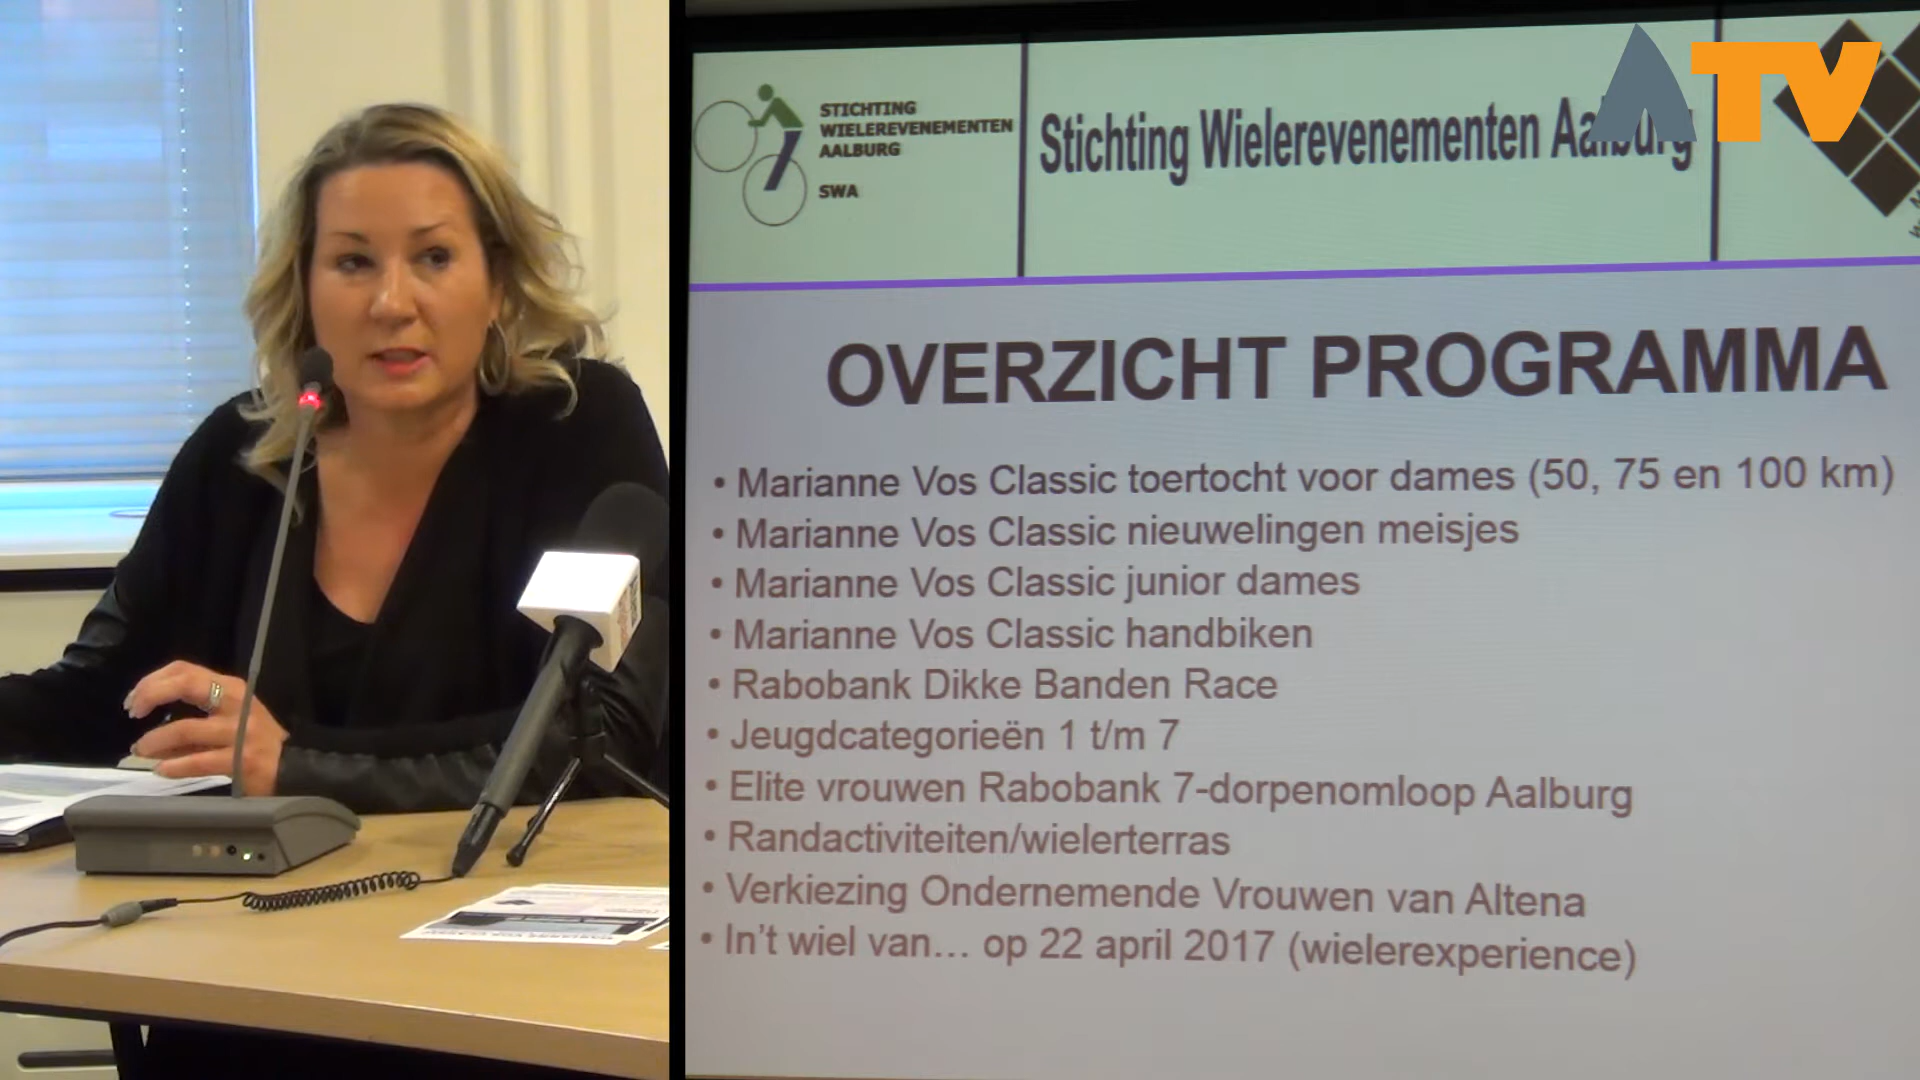 STICHTING
WIELEREVENEMENTEN
AALBURG
SWA
Stichting Wielerevenementen Aalburg
ATV
OVERZICHT PROGRAMMA
• Marianne Vos Classic toertocht voor dames (50, 75 en 100 km)
• Marianne Vos Classic nieuwelingen meisjes
• Marianne Vos Classic junior dames
• Marianne Vos Classic handbiken
• Rabobank Dikke Banden Race
• Jeugdcategorieën 1 t/m 7
• Elite vrouwen Rabobank 7-dorpenomloop Aalburg
• Randactiviteiten/wielerterras
• Verkiezing Ondernemende Vrouwen van Altena
• In't wiel van... op 22 april 2017 (wielerexperience)